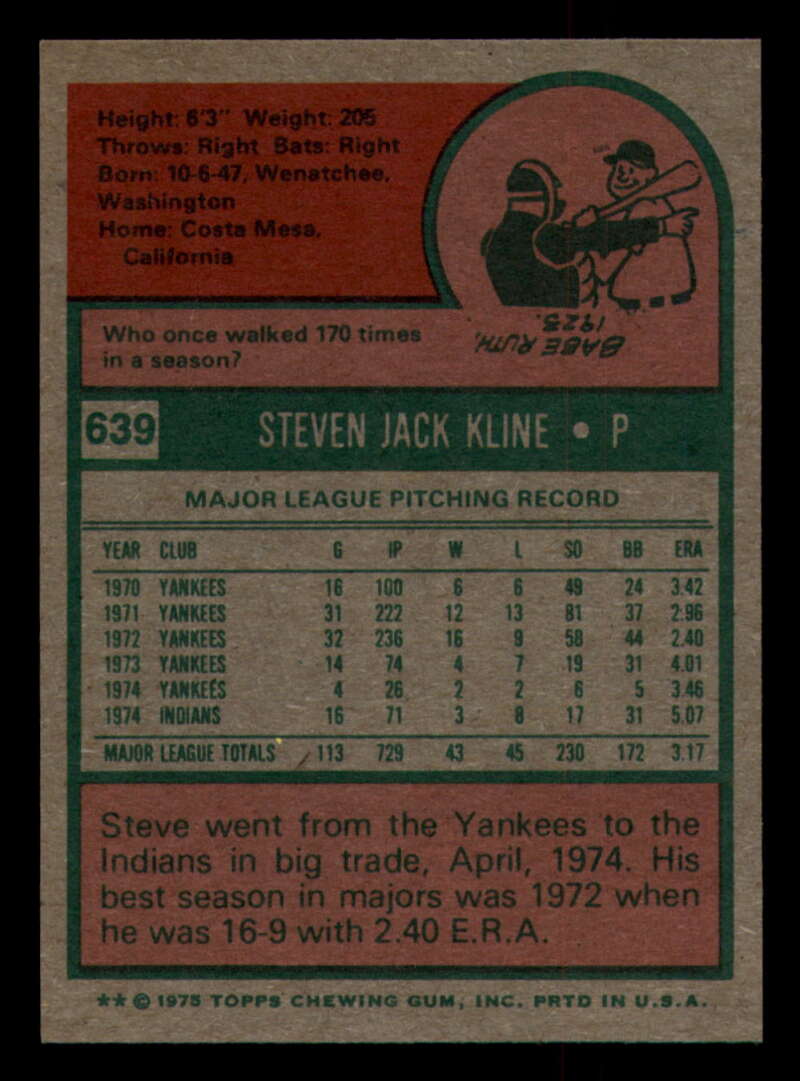 Height: 6'3" Weight: 205
Throws: Right Bats: Right
Born: 10-6-47, Wenatchee,
Washington
Home: Costa Mesa,
California
Who once walked 170 times
in a season?
BABE RUTH,
1923.
639 STEVEN JACK KLINE • P
MAJOR LEAGUE PITCHING RECORD
YEAR CLUB G IP W L SO BB ERA
1970 YANKEES 16 100 6 6 49 24 3.42
1971 YANKEES 31 222 12 13 81 37 2.96
1972 YANKEES 32 236 16 9 58 44 2.40
1973 YANKEES 14 74 4 7 19 31 4.01
1974 YANKEES 4 26 2 2 6 5 3.46
1974 INDIANS 16 71 3 8 17 31 5.07
MAJOR LEAGUE TOTALS 113 729 43 45 230 172 3.17
Steve went from the Yankees to the
Indians in big trade, April, 1974. His
best season in majors was 1972 when
he was 16-9 with 2.40 E.R.A.
** © 1975 TOPPS CHEWING GUM, INC. PRTD IN U.S.A.